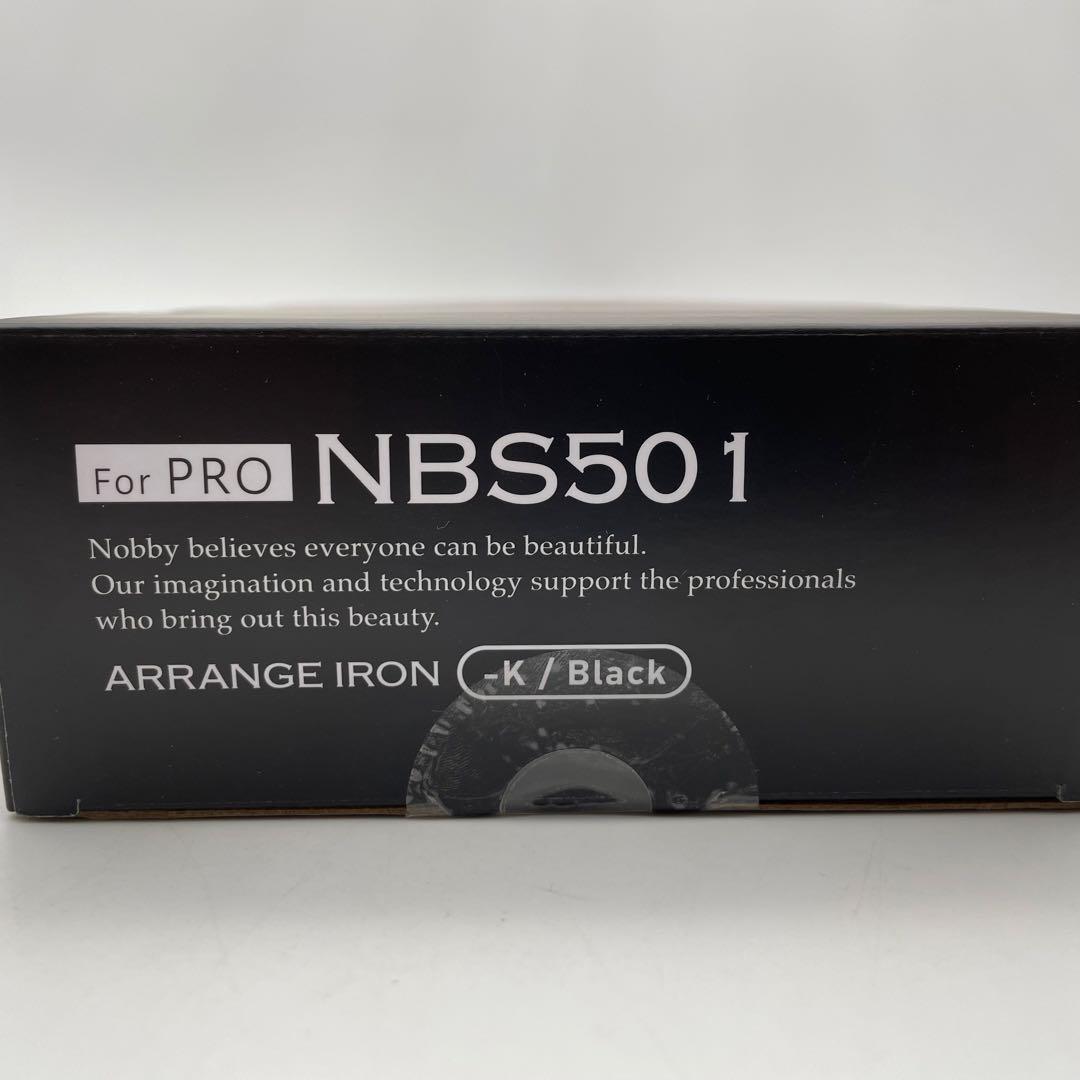 For PRO NBS501
Nobby believes everyone can be beautiful.
Our imagination and technology support the professionals
who bring out this beauty.
ARRANGE IRON -K / Black